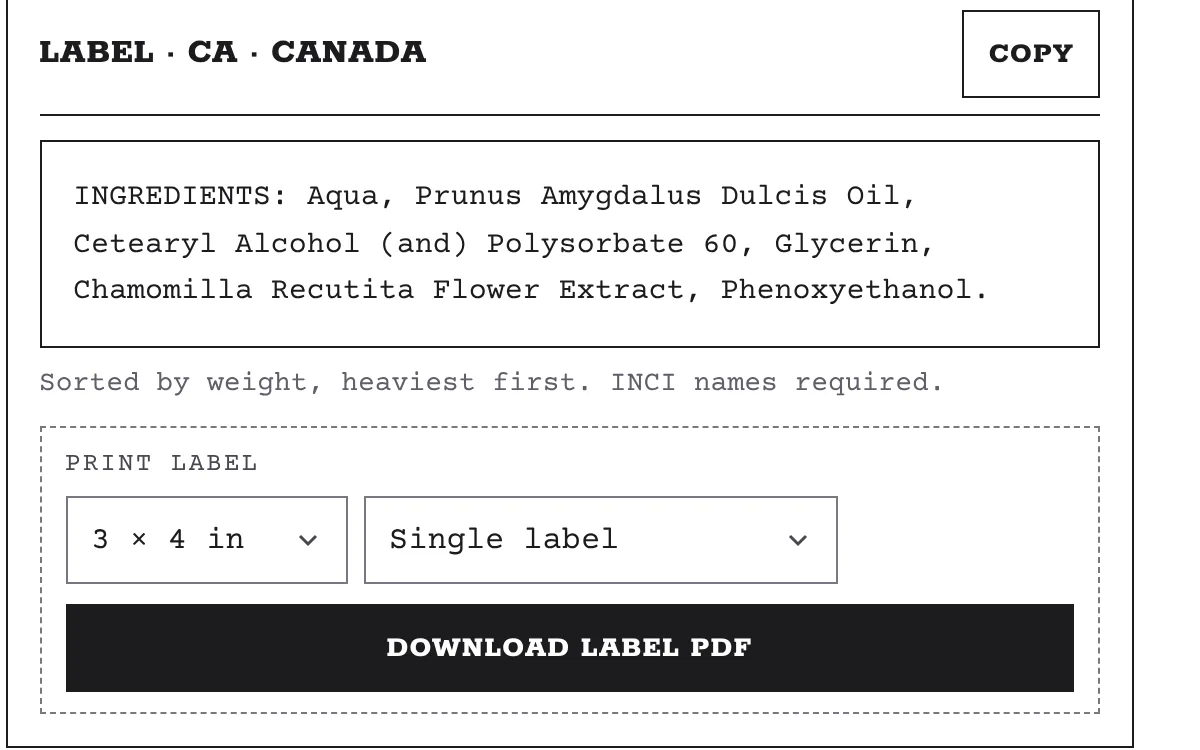 LABEL · CA · CANADA
COPY
INGREDIENTS: Aqua, Prunus Amygdalus Dulcis Oil,
Cetearyl Alcohol (and) Polysorbate 60, Glycerin,
Chamomilla Recutita Flower Extract, Phenoxyethanol.
Sorted by weight, heaviest first. INCI names required.
PRINT LABEL
3 × 4 in
Single label
DOWNLOAD LABEL PDF